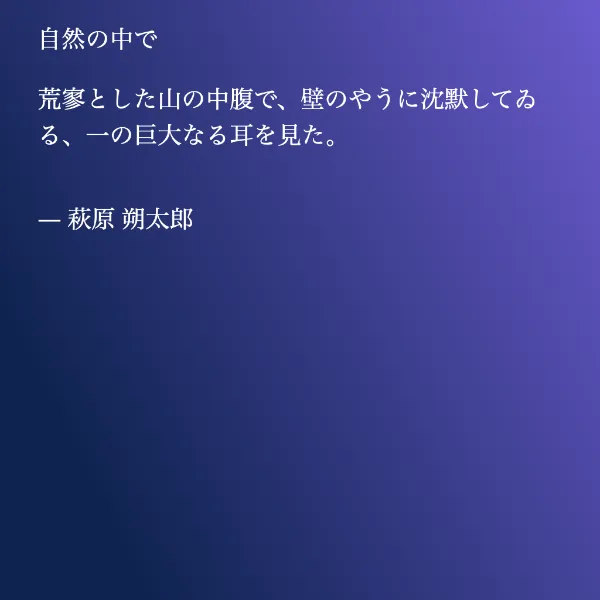 自然の中で
荒寥とした山の中腹で、壁のやうに沈默してゐ
る、一の巨大なる耳を見た。
— 萩原 朔太郎